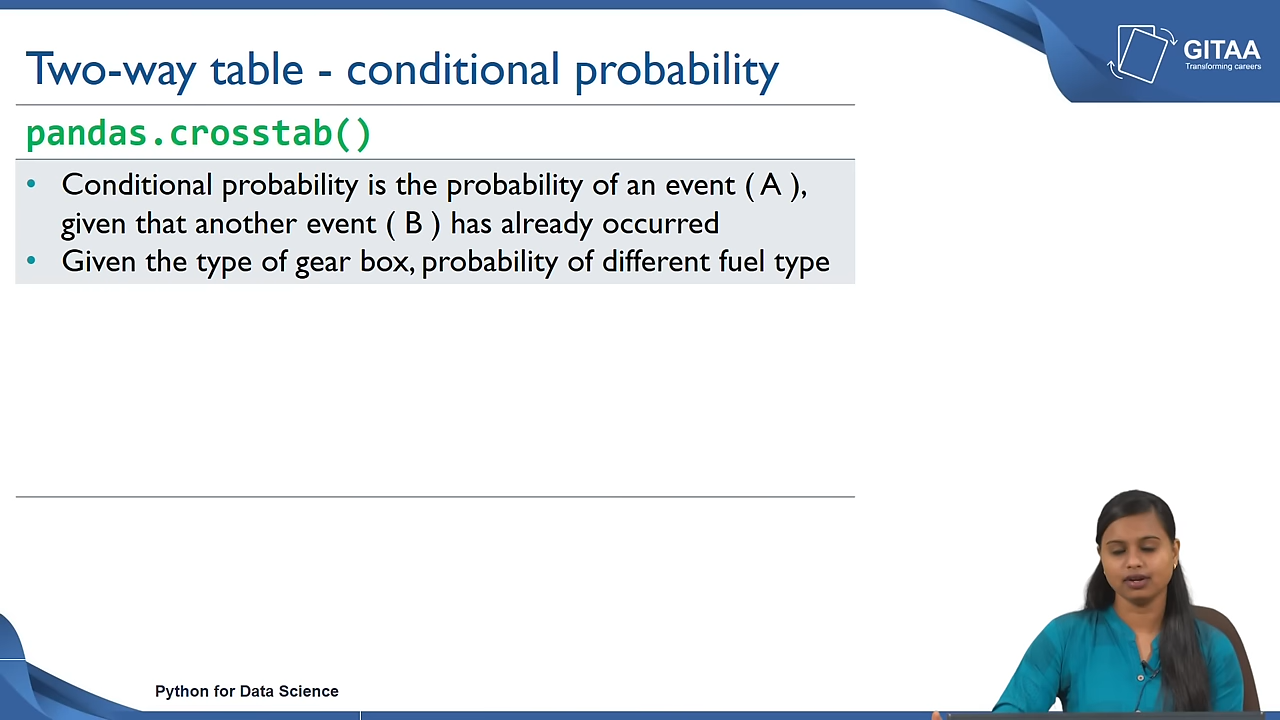 Two-way table - conditional probability
GITAA
Transforming careers
pandas.crosstab()
• Conditional probability is the probability of an event ( A ),
given that another event ( B ) has already occurred
• Given the type of gear box, probability of different fuel type
Python for Data Science